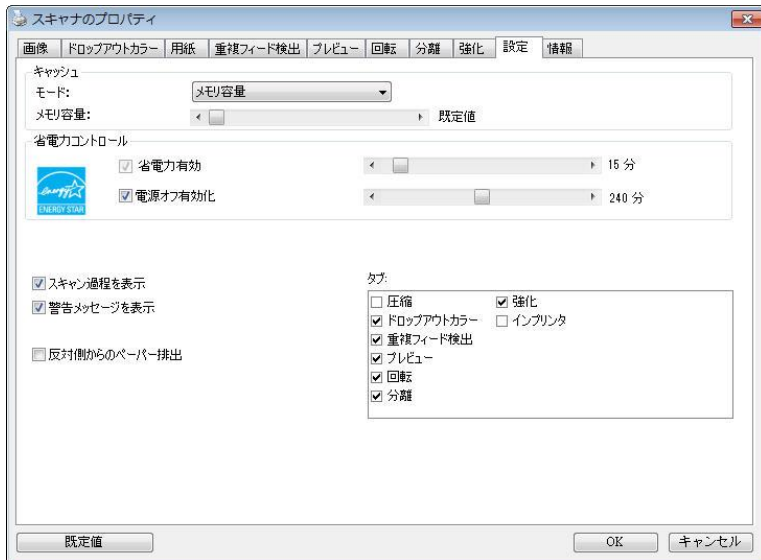 スキャナのプロパティ
画像 ドロップアウトカラー 用紙 重複フィード検出 プレビュー 回転 分離 強化 設定 情報
キャッシュ
モード: メモリ容量
メモリ容量: 既定値
省電力コントロール
省電力有効 15 分
電源オフ有効化 240 分
energy
ENERGY STAR
スキャン過程を表示
警告メッセージを表示
反対側からのペーパー排出
タブ:
圧縮 強化
ドロップアウトカラー インプリンタ
重複フィード検出
プレビュー
回転
分離
既定値 OK キャンセル